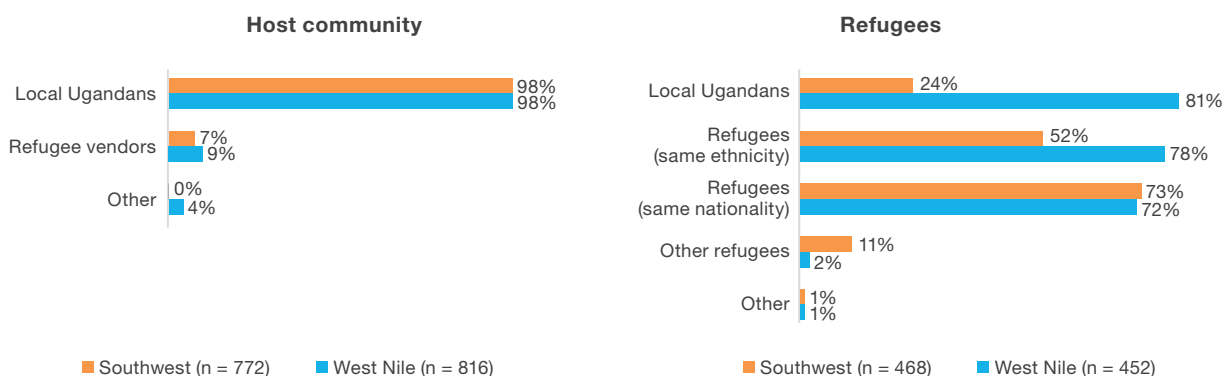 Host community
Local Ugandans
98%
98%
Refugee vendors
7%
9%
Other
0%
4%
Southwest (n = 772)
West Nile (n = 816)
Refugees
Local Ugandans
24%
81%
Refugees
(same ethnicity)
52%
78%
Refugees
(same nationality)
73%
72%
Other refugees
11%
2%
Other
1%
1%
Southwest (n = 468)
West Nile (n = 452)